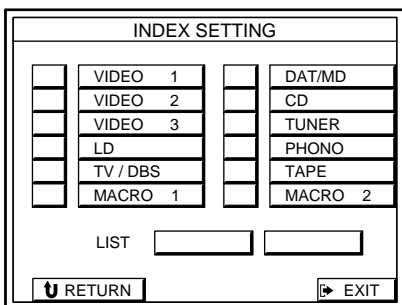 INDEX SETTING
VIDEO 1 DAT/MD
VIDEO 2 CD
VIDEO 3 TUNER
LD PHONO
TV / DBS TAPE
MACRO 1 MACRO 2
LIST
RETURN EXIT